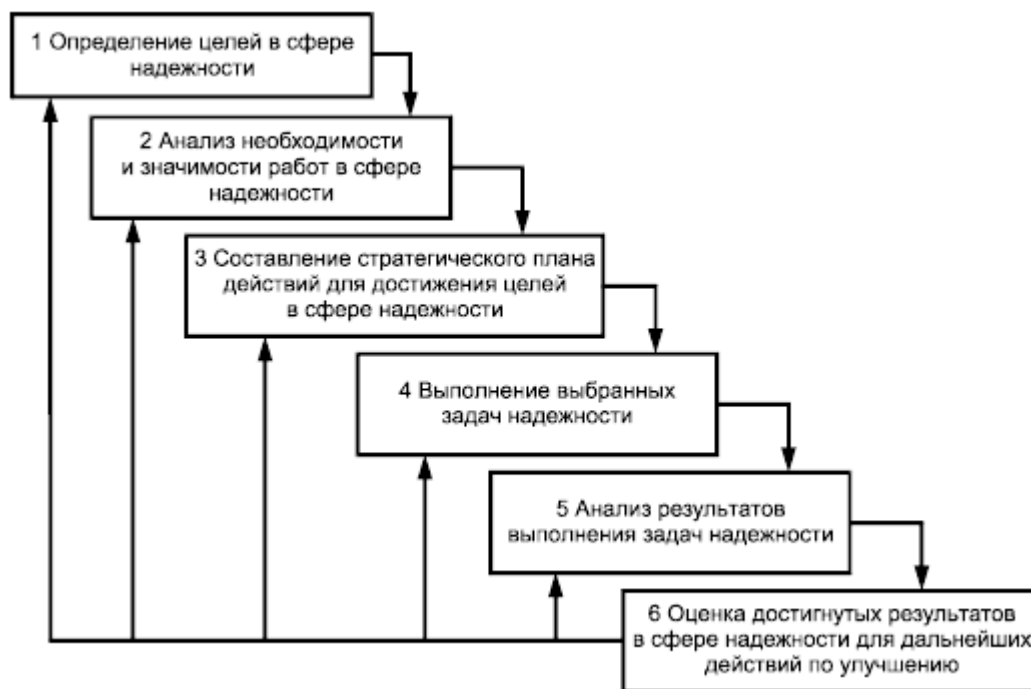 1 Определение целей в сфере
надежности
2 Анализ необходимости
и значимости работ в сфере
надежности
3 Составление стратегического плана
действий для достижения целей
в сфере надежности
4 Выполнение выбранных
задач надежности
5 Анализ результатов
выполнения задач надежности
6 Оценка достигнутых результатов
в сфере надежности для дальнейших
действий по улучшению